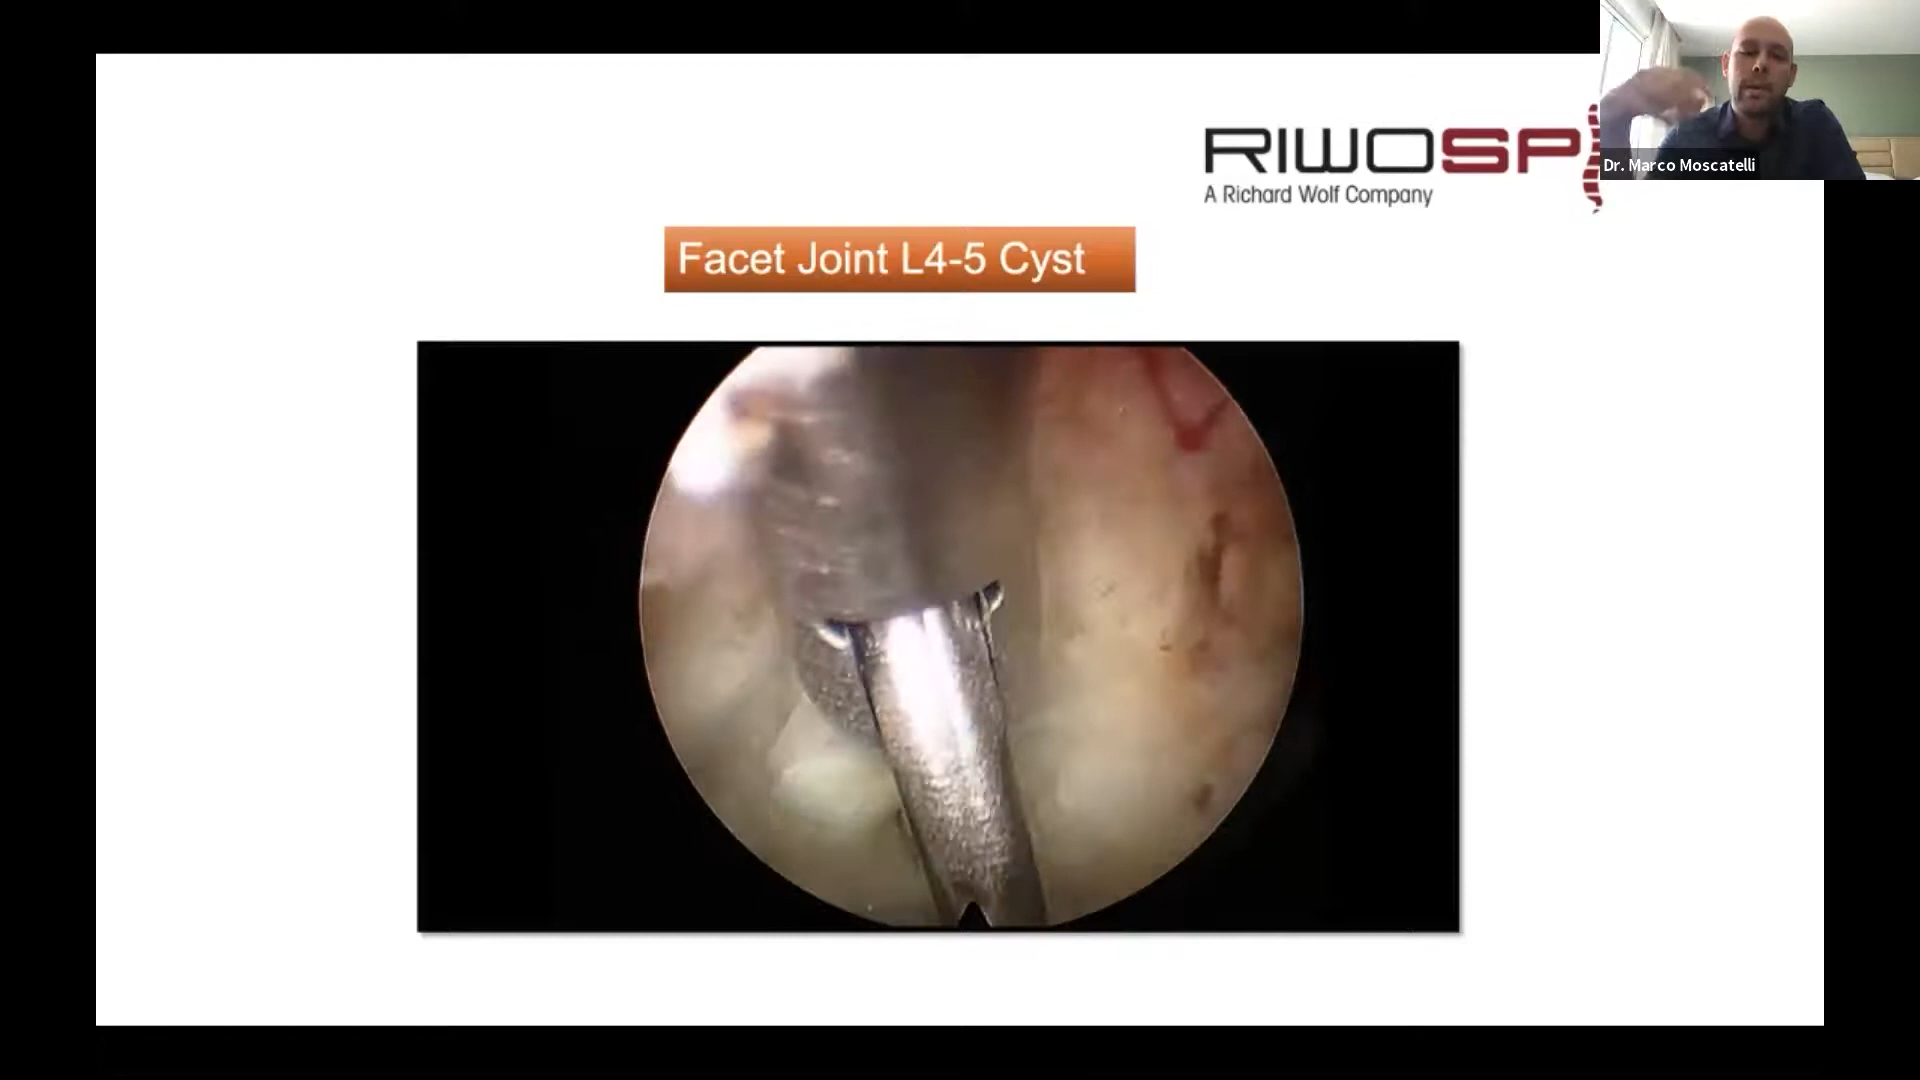 RIWOSP
A Richard Wolf Company
Dr. Marco Moscatelli
Facet Joint L4-5 Cyst